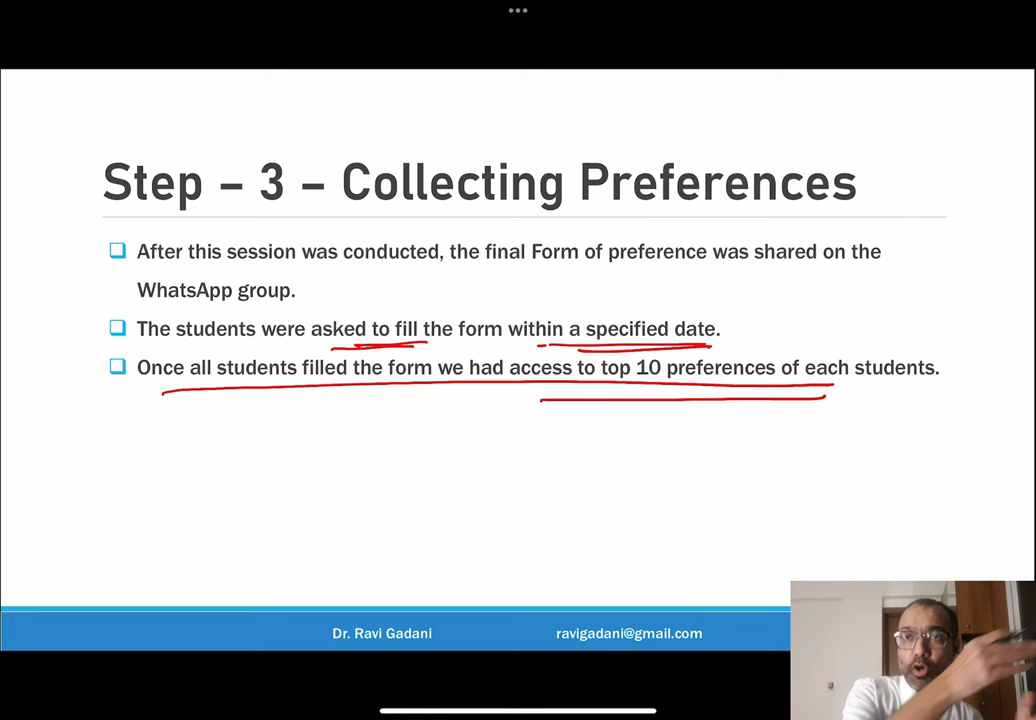 Step – 3 – Collecting Preferences
After this session was conducted, the final Form of preference was shared on the
WhatsApp group.
The students were asked to fill the form within a specified date.
Once all students filled the form we had access to top 10 preferences of each students.
Dr. Ravi Gadani
ravigadani@gmail.com